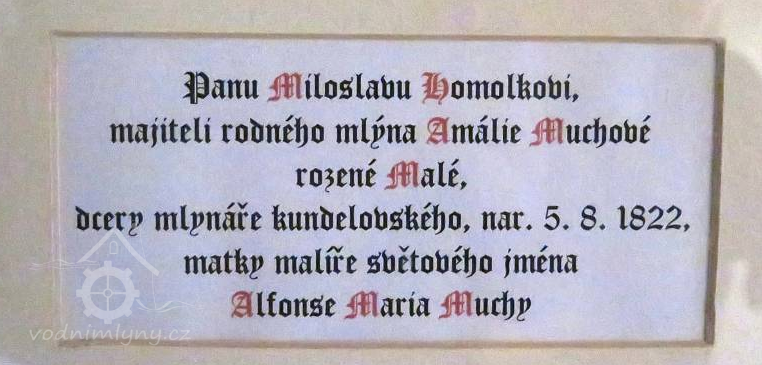 Panu Miloslavu Homolkovi,
majiteli rodného mlýna Amálie Muchové
rozené Malé,
dcery mlynáře kundelovského, nar. 5. 8. 1822,
matky malíře světového jména
Alfonse Maria Muchy
vodnimlyny.cz